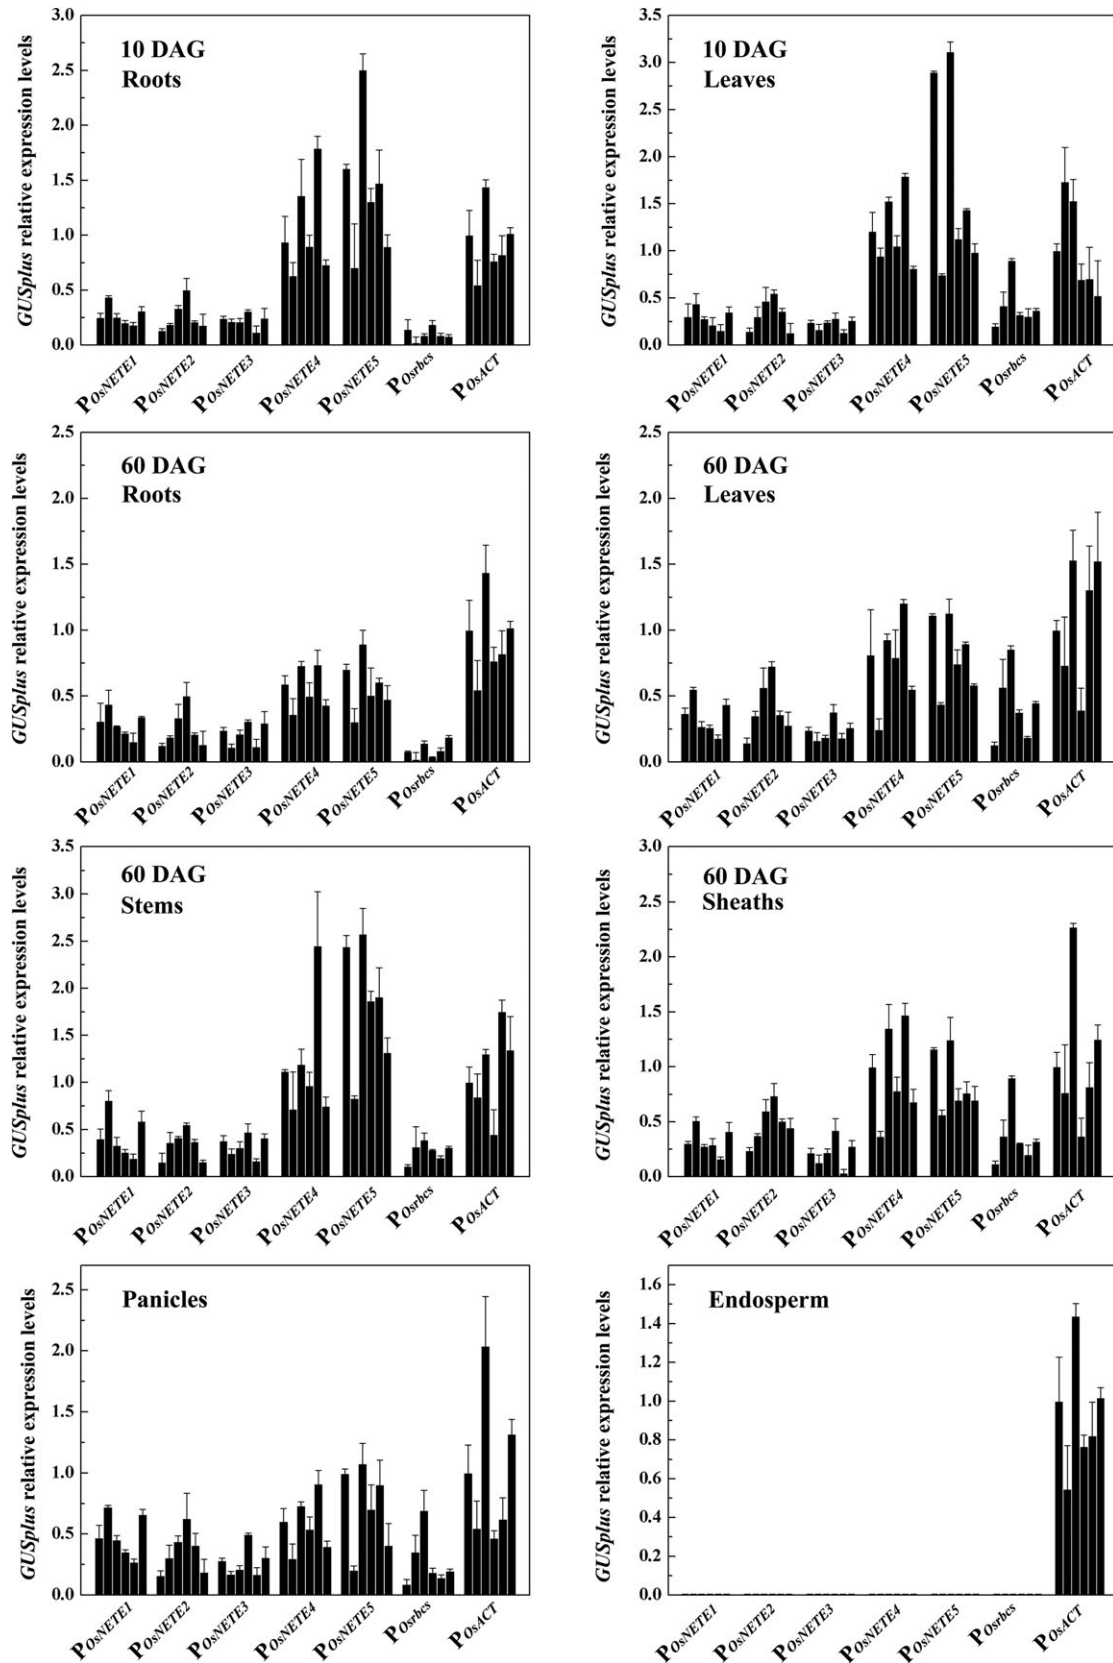 GUSplus relative expression levels
3.0
2.5
2.0
1.5
1.0
0.5
0.0
10 DAG
Roots
POsNETE1
POsNETE2
POsNETE3
POsNETE4
POsNETE5
POsrbcs
POsACT
GUSplus relative expression levels
3.5
3.0
2.5
2.0
1.5
1.0
0.5
0.0
10 DAG
Leaves
POsNETE1
POsNETE2
POsNETE3
POsNETE4
POsNETE5
POsrbcs
POsACT
GUSplus relative expression levels
2.5
2.0
1.5
1.0
0.5
0.0
60 DAG
Roots
POsNETE1
POsNETE2
POsNETE3
POsNETE4
POsNETE5
POsrbcs
POsACT
GUSplus relative expression levels
2.5
2.0
1.5
1.0
0.5
0.0
60 DAG
Leaves
POsNETE1
POsNETE2
POsNETE3
POsNETE4
POsNETE5
POsrbcs
POsACT
GUSplus relative expression levels
3.5
3.0
2.5
2.0
1.5
1.0
0.5
0.0
60 DAG
Stems
POsNETE1
POsNETE2
POsNETE3
POsNETE4
POsNETE5
POsrbcs
POsACT
GUSplus relative expression levels
3.0
2.5
2.0
1.5
1.0
0.5
0.0
60 DAG
Sheaths
POsNETE1
POsNETE2
POsNETE3
POsNETE4
POsNETE5
POsrbcs
POsACT
GUSplus relative expression levels
2.5
2.0
1.5
1.0
0.5
0.0
Panicles
POsNETE1
POsNETE2
POsNETE3
POsNETE4
POsNETE5
POsrbcs
POsACT
GUSplus relative expression levels
1.6
1.4
1.2
1.0
0.8
0.6
0.4
0.2
0.0
Endosperm
POsNETE1
POsNETE2
POsNETE3
POsNETE4
POsNETE5
POsrbcs
POsACT